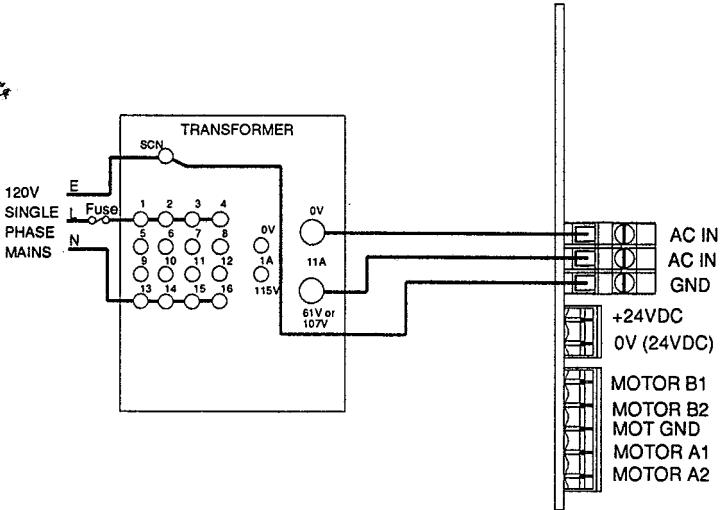 TRANSFORMER
SCN
120V
SINGLE
PHASE
MAINS
E
L
Fuse
N
1 2 3 4
5 6 7 8
9 10 11 12
13 14 15 16
0V
1A
115V
0V
11A
61V or
107V
AC IN
AC IN
GND
+24VDC
0V (24VDC)
MOTOR B1
MOTOR B2
MOT GND
MOTOR A1
MOTOR A2